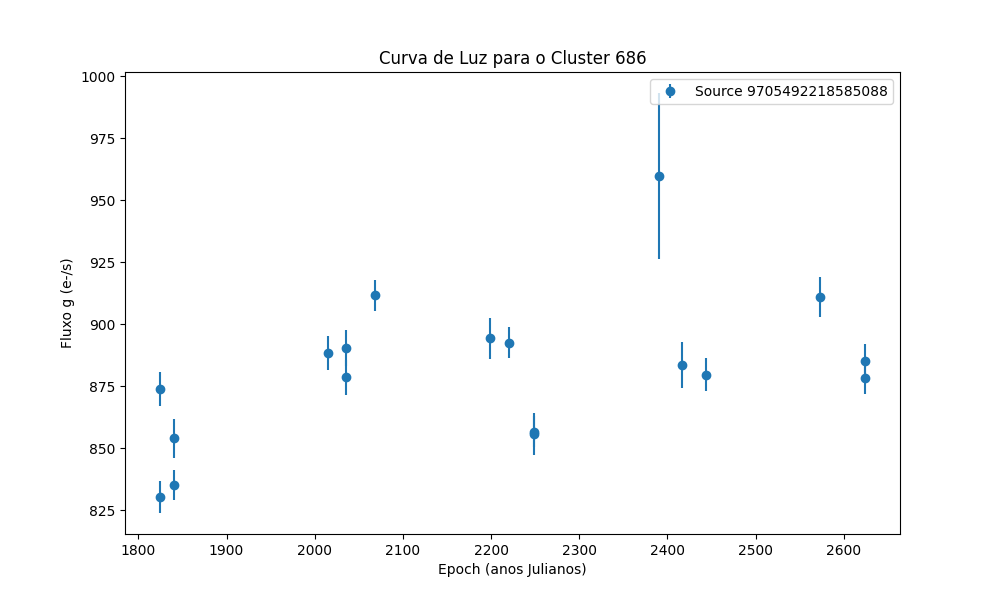 Curva de Luz para o Cluster 686
Source 9705492218585088
Fluxo g (e-/s)
1000
975
950
925
900
875
850
825
1800 1900 2000 2100 2200 2300 2400 2500 2600
Epoch (anos Julianos)